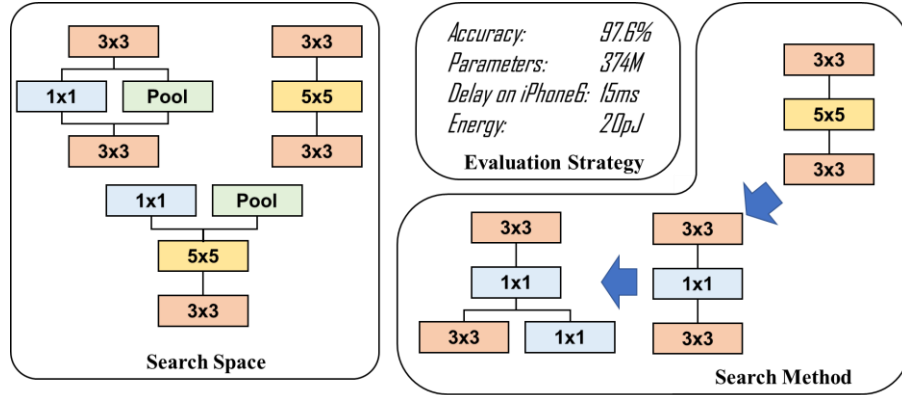 3x3
1x1 Pool
3x3
3x3
5x5
3x3
1x1 Pool
5x5
3x3
Search Space
Accuracy: 97.6%
Parameters: 374M
Delay on iPhone6: 15ms
Energy: 20pJ
Evaluation Strategy
3x3
5x5
3x3
3x3
1x1
3x3
3x3
1x1
3x3 1x1
Search Method